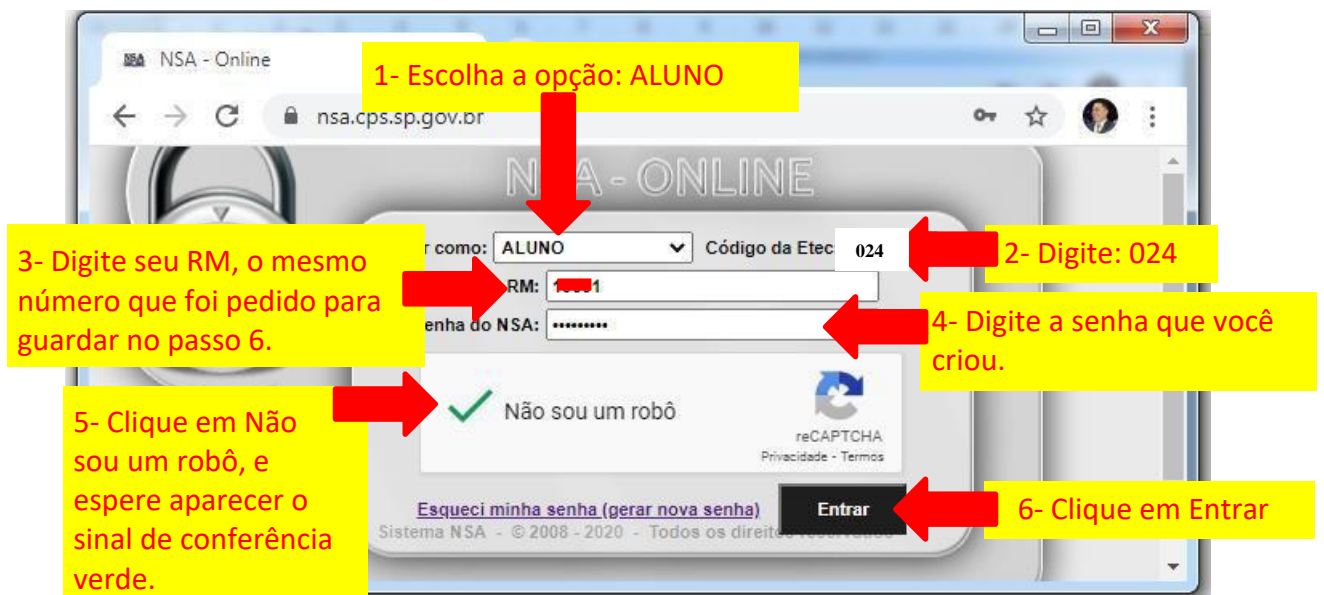 NSA - Online
1- Escolha a opção: ALUNO
nsa.cps.sp.gov.br
- ONLINE
r como: ALUNO
Código da Etec:
024
2- Digite: 024
3- Digite seu RM, o mesmo
número que foi pedido para
guardar no passo 6.
RM:
enha do NSA: •••••••••
4- Digite a senha que você
criou.
5- Clique em Não
sou um robô, e
espere aparecer o
sinal de conferência
verde.
Não sou um robô
reCAPTCHA
Privacidade - Termos
Esqueci minha senha (gerar nova senha)
Entrar
6- Clique em Entrar
Sistema NSA - © 2008 - 2020 - Todos os direitos reservados